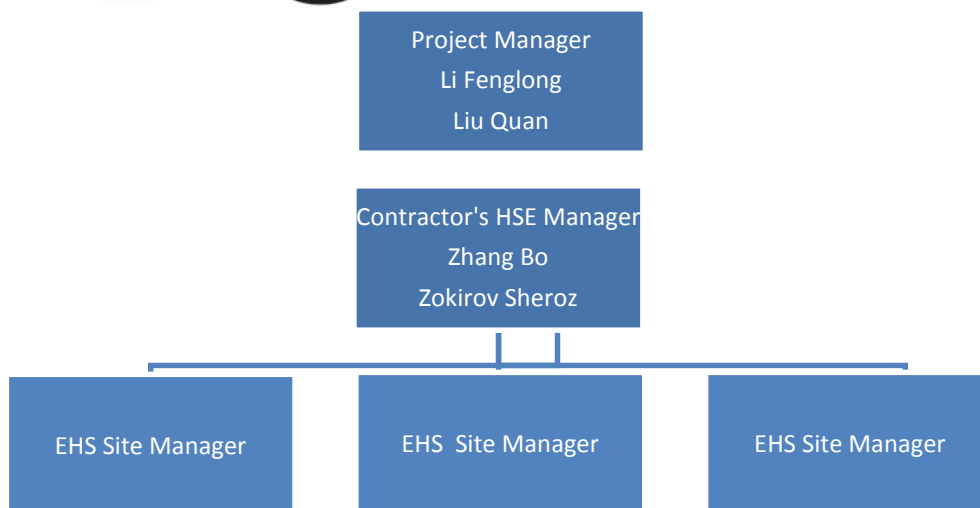 Project Manager
Li Fenglong
Liu Quan
Contractor's HSE Manager
Zhang Bo
Zokirov Sheroz
EHS Site Manager
EHS Site Manager
EHS Site Manager